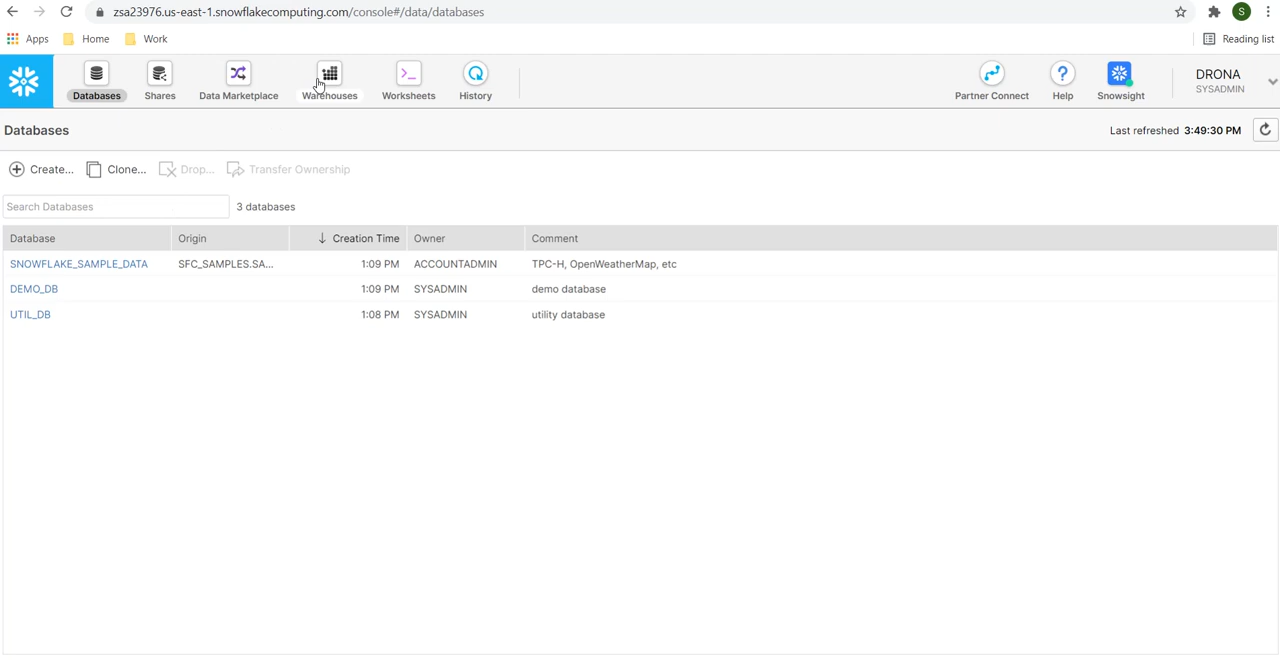 zsa23976.us-east-1.snowflakecomputing.com/console#/data/databases
S
Apps Home Work Reading list
Databases Shares Data Marketplace Warehouses Worksheets History Partner Connect Help Snowsight
DRONA
SYSADMIN
Databases Last refreshed 3:49:30 PM
Create... Clone... Drop... Transfer Ownership
Search Databases 3 databases
Database Origin Creation Time Owner Comment
SNOWFLAKE_SAMPLE_DATA SFC_SAMPLES.SA... 1:09 PM ACCOUNTADMIN TPC-H, OpenWeatherMap, etc
DEMO_DB 1:09 PM SYSADMIN demo database
UTIL_DB 1:08 PM SYSADMIN utility database